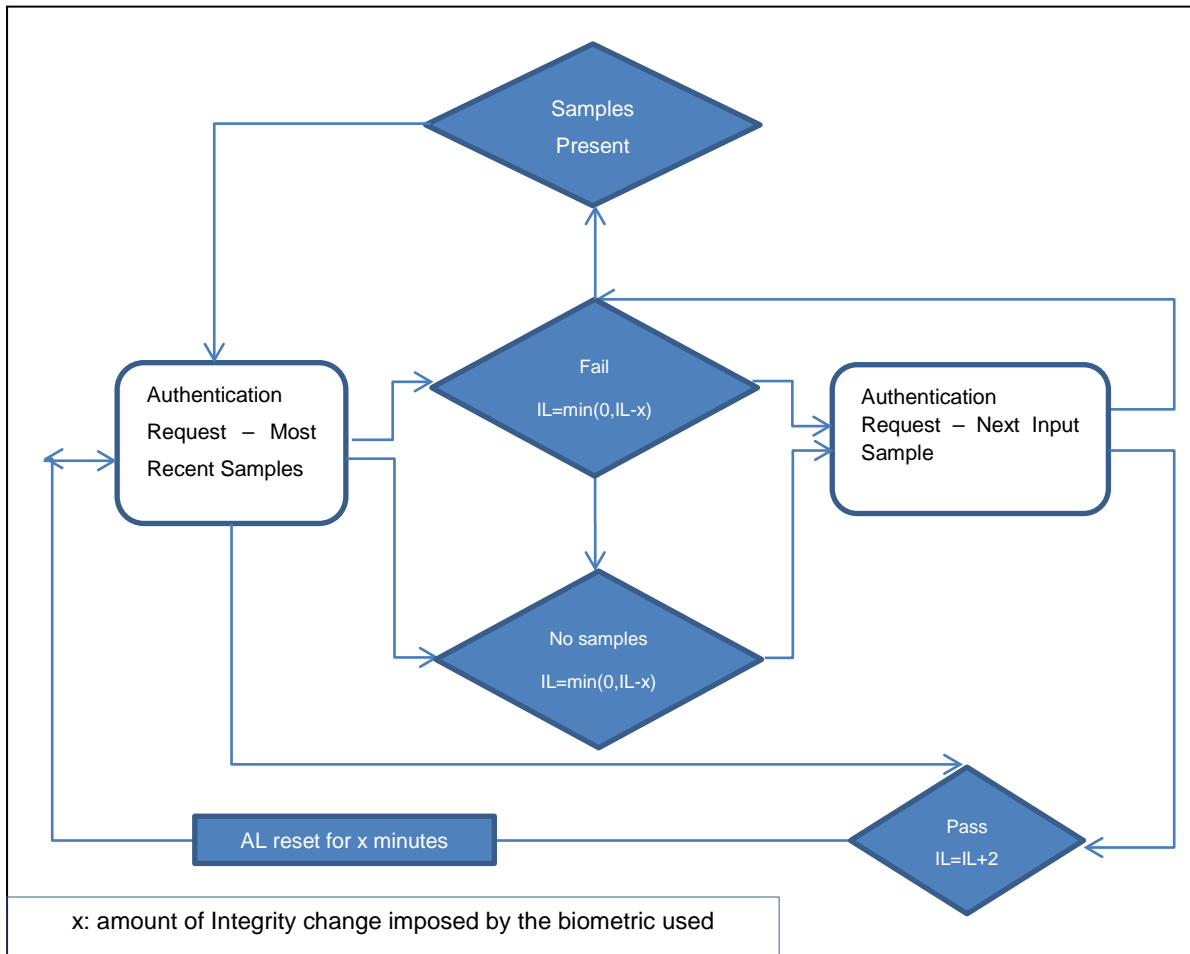 Samples
Present
Fail
IL=min(0,IL-x)
Authentication
Request – Most
Recent Samples
Authentication
Request – Next Input
Sample
No samples
IL=min(0,IL-x)
AL reset for x minutes
Pass
IL=IL+2
x: amount of Integrity change imposed by the biometric used